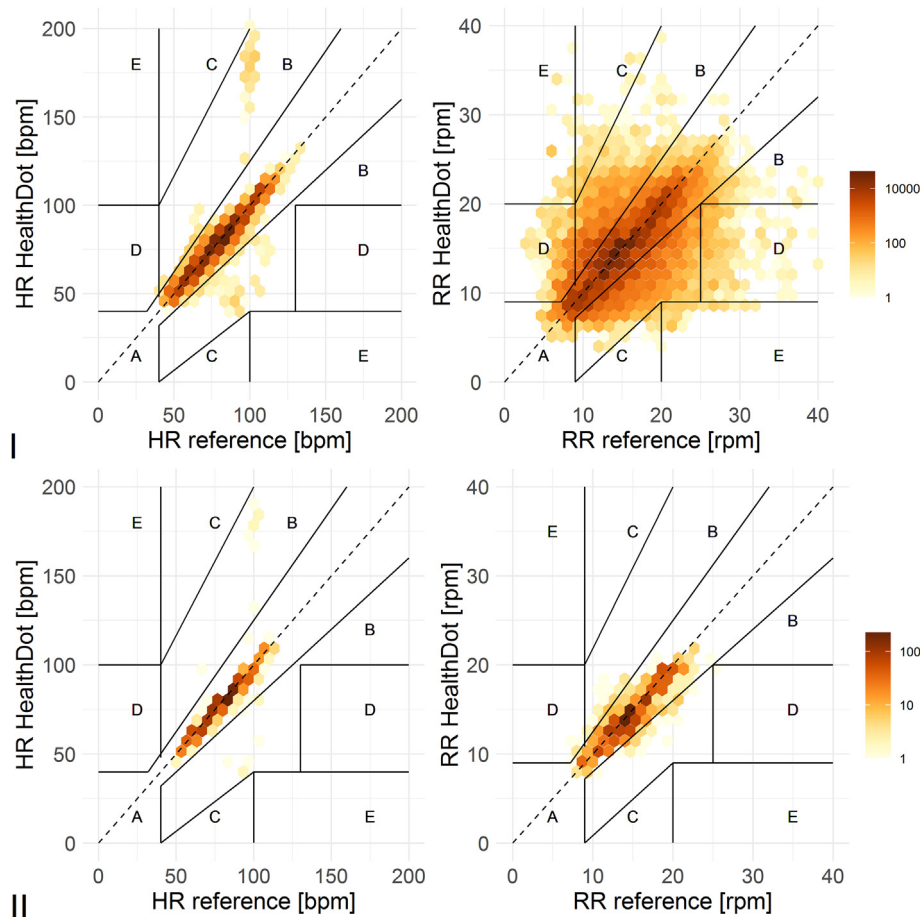 200
150
100
50
0
HR HealthDot [bpm]
E
C
B
B
D
D
A
C
E
0
50
100
150
200
HR reference [bpm]
40
30
20
10
0
RR HealthDot [rpm]
E
C
B
B
D
D
A
C
E
0
10
20
30
40
RR reference [rpm]
10000
100
1
I
200
150
100
50
0
HR HealthDot [bpm]
E
C
B
B
D
D
A
C
E
0
50
100
150
200
HR reference [bpm]
40
30
20
10
0
RR HealthDot [rpm]
E
C
B
B
D
D
A
C
E
0
10
20
30
40
RR reference [rpm]
100
10
1
II